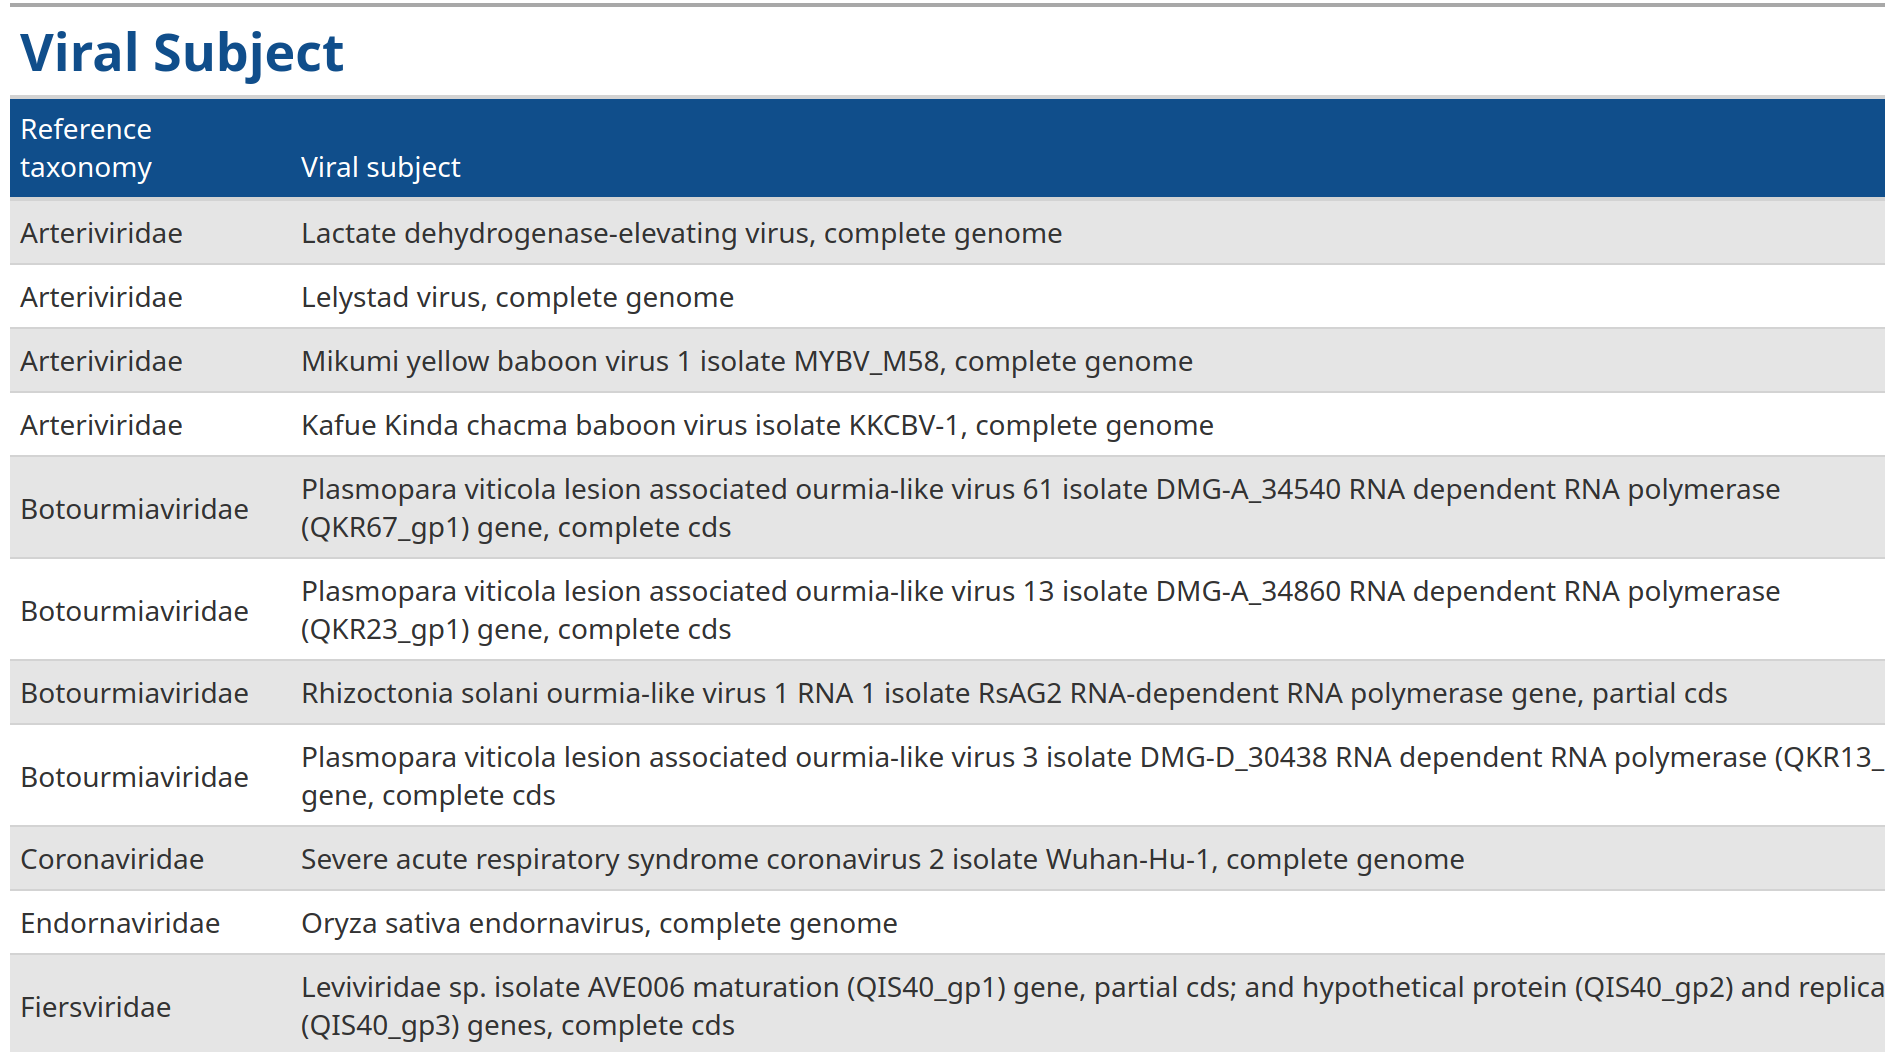 Viral Subject
Reference
taxonomy
Viral subject
Arteriviridae Lactate dehydrogenase-elevating virus, complete genome
Arteriviridae Lelystad virus, complete genome
Arteriviridae Mikumi yellow baboon virus 1 isolate MYBV_M58, complete genome
Arteriviridae Kafue Kinda chacma baboon virus isolate KKCBV-1, complete genome
Botourmiaviridae Plasmopara viticola lesion associated ourmia-like virus 61 isolate DMG-A_34540 RNA dependent RNA polymerase
(QKR67_gp1) gene, complete cds
Botourmiaviridae Plasmopara viticola lesion associated ourmia-like virus 13 isolate DMG-A_34860 RNA dependent RNA polymerase
(QKR23_gp1) gene, complete cds
Botourmiaviridae Rhizoctonia solani ourmia-like virus 1 RNA 1 isolate RsAG2 RNA-dependent RNA polymerase gene, partial cds
Botourmiaviridae Plasmopara viticola lesion associated ourmia-like virus 3 isolate DMG-D_30438 RNA dependent RNA polymerase (QKR13_
gene, complete cds
Coronaviridae Severe acute respiratory syndrome coronavirus 2 isolate Wuhan-Hu-1, complete genome
Endornaviridae Oryza sativa endornavirus, complete genome
Fiersviridae Leviviridae sp. isolate AVE006 maturation (QIS40_gp1) gene, partial cds; and hypothetical protein (QIS40_gp2) and replica
(QIS40_gp3) genes, complete cds